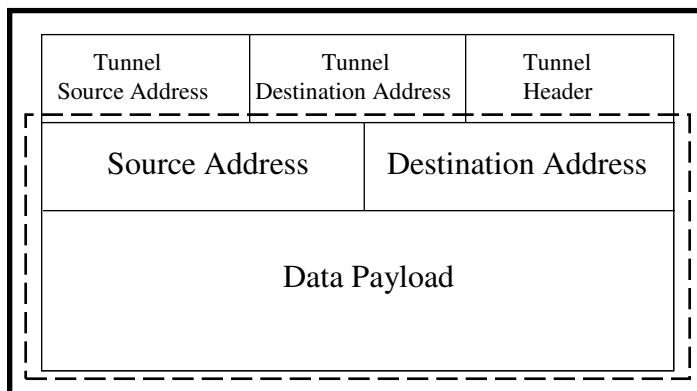 Tunnel
Source Address
Tunnel
Destination Address
Tunnel
Header
Source Address
Destination Address
Data Payload